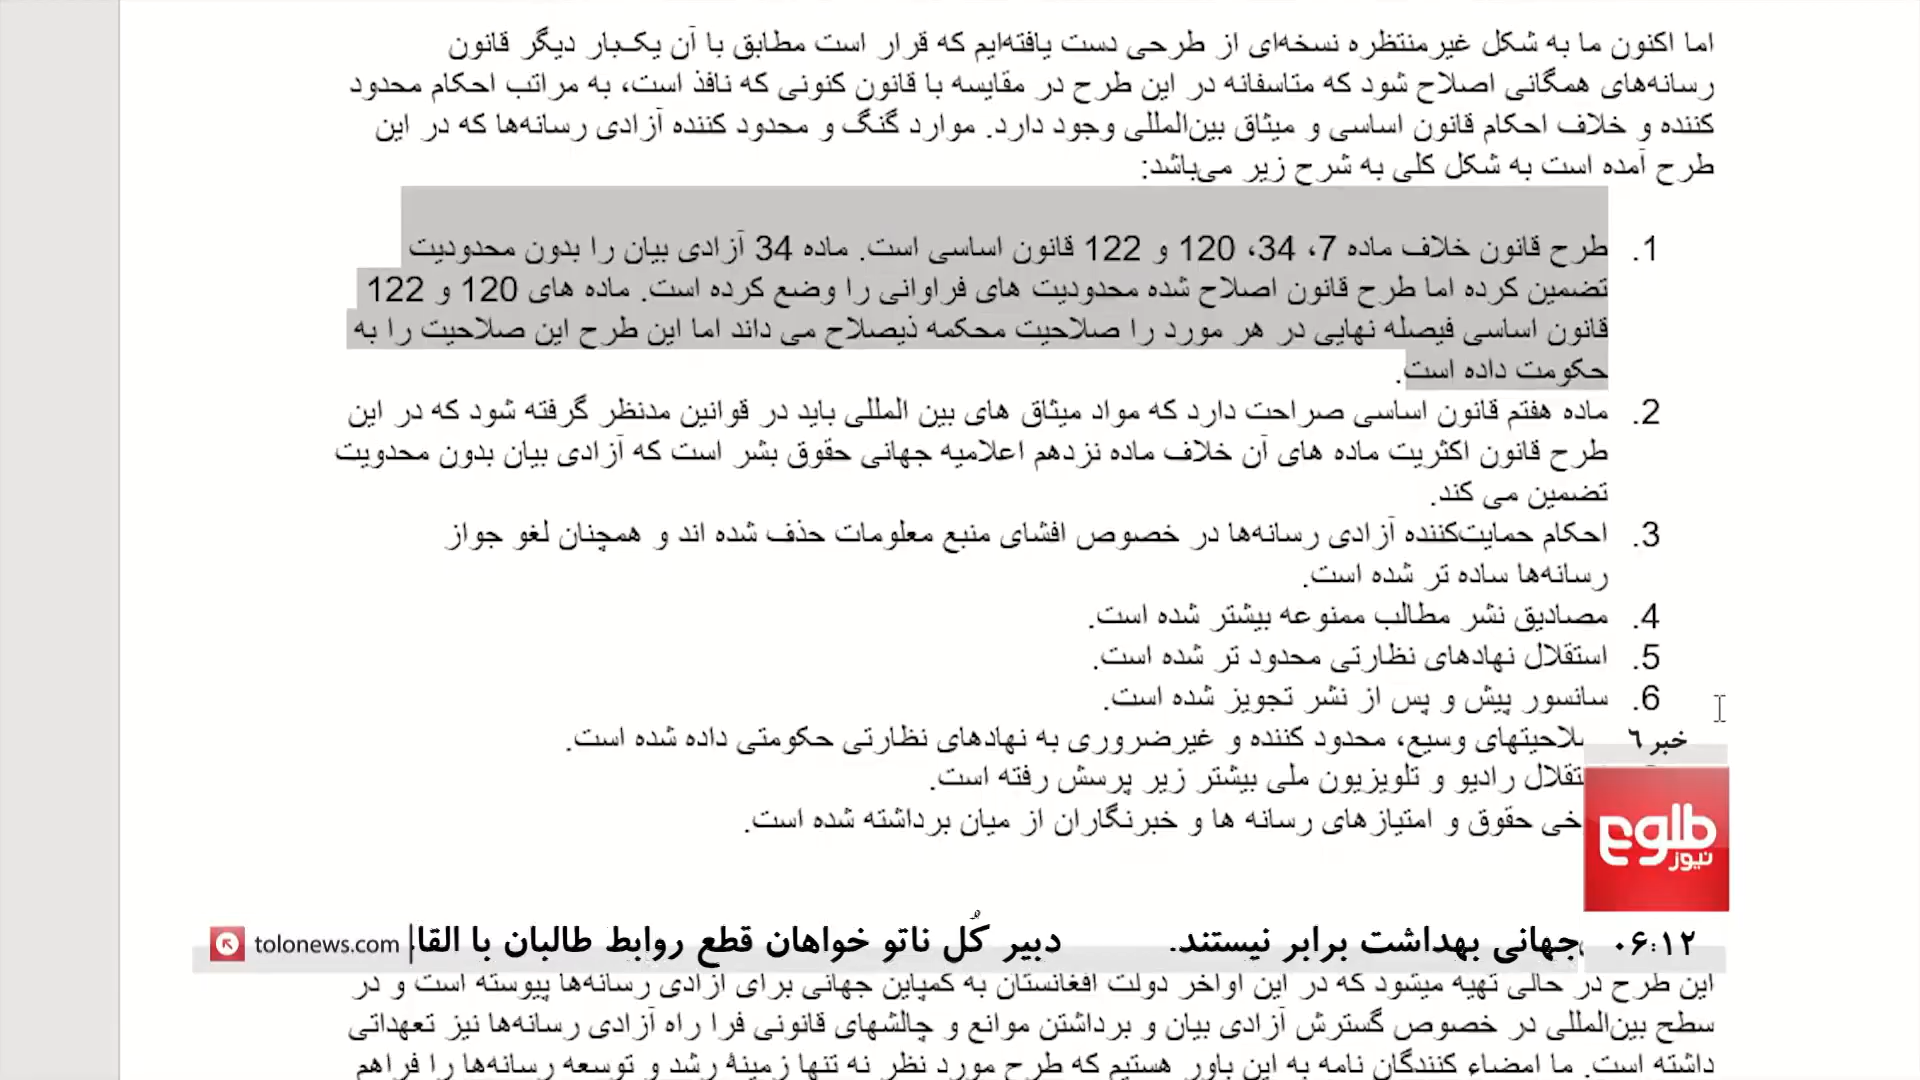 اما اکنون ما به شکل غیرمنتظره نسخه‌ای از طرحی دست یافته‌ایم که قرار است مطابق با آن یک‌بار دیگر قانون
رسانه‌های همگانی اصلاح شود که متاسفانه در این طرح در مقایسه با قانون کنونی که نافذ است، به مراتب احکام محدود
کننده و خلاف احکام قانون اساسی و میثاق بین‌المللی وجود دارد. موارد گنگ و محدود کننده آزادی رسانه‌ها که در این
طرح آمده است به شکل کلی به شرح زیر می‌باشد:
1. طرح قانون خلاف ماده 7، 34، 120 و 122 قانون اساسی است. ماده 34 آزادی بیان را بدون محدودیت
تضمین کرده اما طرح قانون اصلاح شده محدودیت های فراوانی را وضع کرده است. ماده های 120 و 122
قانون اساسی فیصله نهایی در هر مورد را صلاحیت محکمه ذیصلاح می داند اما این طرح این صلاحیت را به
حکومت داده است.
2. ماده هفتم قانون اساسی صراحت دارد که مواد میثاق های بین المللی باید در قوانین مدنظر گرفته شود که در این
طرح قانون اکثریت ماده های آن خلاف ماده نزدهم اعلامیه جهانی حقوق بشر است که آزادی بیان بدون محدویت
تضمین می کند.
3. احکام حمایت‌کننده آزادی رسانه‌ها در خصوص افشای منبع معلومات حذف شده اند و همچنان لغو جواز
رسانه‌ها ساده تر شده است.
4. مصادیق نشر مطالب ممنوعه بیشتر شده است.
5. استقلال نهادهای نظارتی محدود تر شده است.
6. سانسور پیش و پس از نشر تجویز شده است.
لاحیتهای وسیع، محدود کننده و غیرضروری به نهادهای نظارتی حکومتی داده شده است.
خبر ٦
تقلال رادیو و تلویزیون ملی بیشتر زیر پرسش رفته است.
خی حقوق و امتیازهای رسانه ها و خبرنگاران از میان برداشته شده است.
طلوع
نیوز
۰۶:۱۲
جهانی بهداشت برابر نیستند. دبیر کُل ناتو خواهان قطع روابط طالبان با القا
tolonews.com
این طرح در حالی تهیه میشود که در این اواخر دولت افغانستان به کمپاین جهانی برای آزادی رسانه‌ها پیوسته است و در
سطح بین‌المللی در خصوص گسترش آزادی بیان و برداشتن موانع و چالشهای قانونی فرا راه آزادی رسانه‌ها نیز تعهداتی
داشته است. ما امضاء کنندگان نامه به این باور هستیم که طرح مورد نظر نه تنها زمینۀ رشد و توسعه رسانه‌ها را فراهم